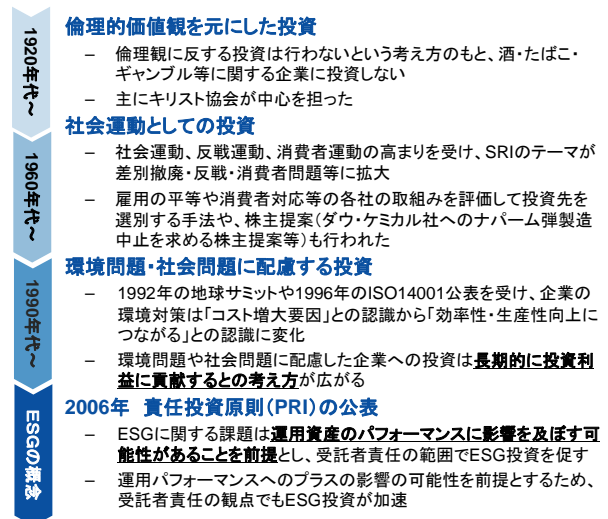 1920年代~
倫理的価値観を元にした投資
– 倫理観に反する投資は行わないという考え方のもと、酒・たばこ・
ギャンブル等に関する企業に投資しない
– 主にキリスト協会が中心を担った
1960年代~
社会運動としての投資
– 社会運動、反戦運動、消費者運動の高まりを受け、SRIのテーマが
差別撤廃・反戦・消費者問題等に拡大
– 雇用の平等や消費者対応等の各社の取組みを評価して投資先を
選別する手法や、株主提案(ダウ・ケミカル社へのナパーム弾製造
中止を求める株主提案等)も行われた
1990年代~
環境問題・社会問題に配慮する投資
– 1992年の地球サミットや1996年のISO14001公表を受け、企業の
環境対策は「コスト増大要因」との認識から「効率性・生産性向上に
つながる」との認識に変化
– 環境問題や社会問題に配慮した企業への投資は長期的に投資利
益に貢献するとの考え方が広がる
ESGの概念
2006年 責任投資原則(PRI)の公表
– ESGに関する課題は運用資産のパフォーマンスに影響を及ぼす可
能性があることを前提とし、受託者責任の範囲でESG投資を促す
– 運用パフォーマンスへのプラスの影響の可能性を前提とするため、
受託者責任の観点でもESG投資が加速